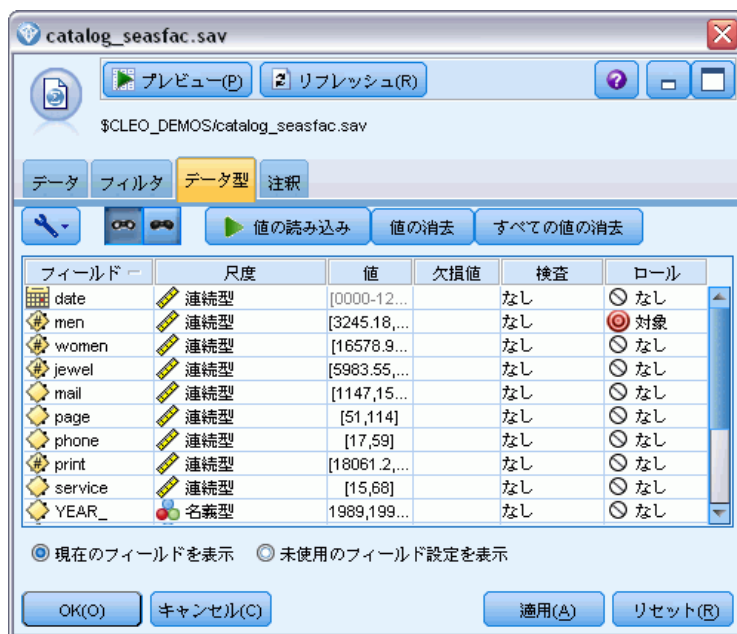 catalog_seasfac.sav
プレビュー(P) リフレッシュ(R)
$CLEO_DEMOS/catalog_seasfac.sav
データ フィルタ データ型 注釈
値の読み込み 値の消去 すべての値の消去
フィールド 尺度 値 欠損値 検査 ロール
date 連続型 [0000-12... なし なし
men 連続型 [3245.18,... なし 対象
women 連続型 [16578.9... なし なし
jewel 連続型 [5983.55,... なし なし
mail 連続型 [1147,15... なし なし
page 連続型 [51,114] なし なし
phone 連続型 [17,59] なし なし
print 連続型 [18061.2,... なし なし
service 連続型 [15,68] なし なし
YEAR_ 名義型 1989,199... なし なし
現在のフィールドを表示 未使用のフィールド設定を表示
OK(O) キャンセル(C) 適用(A) リセット(R)